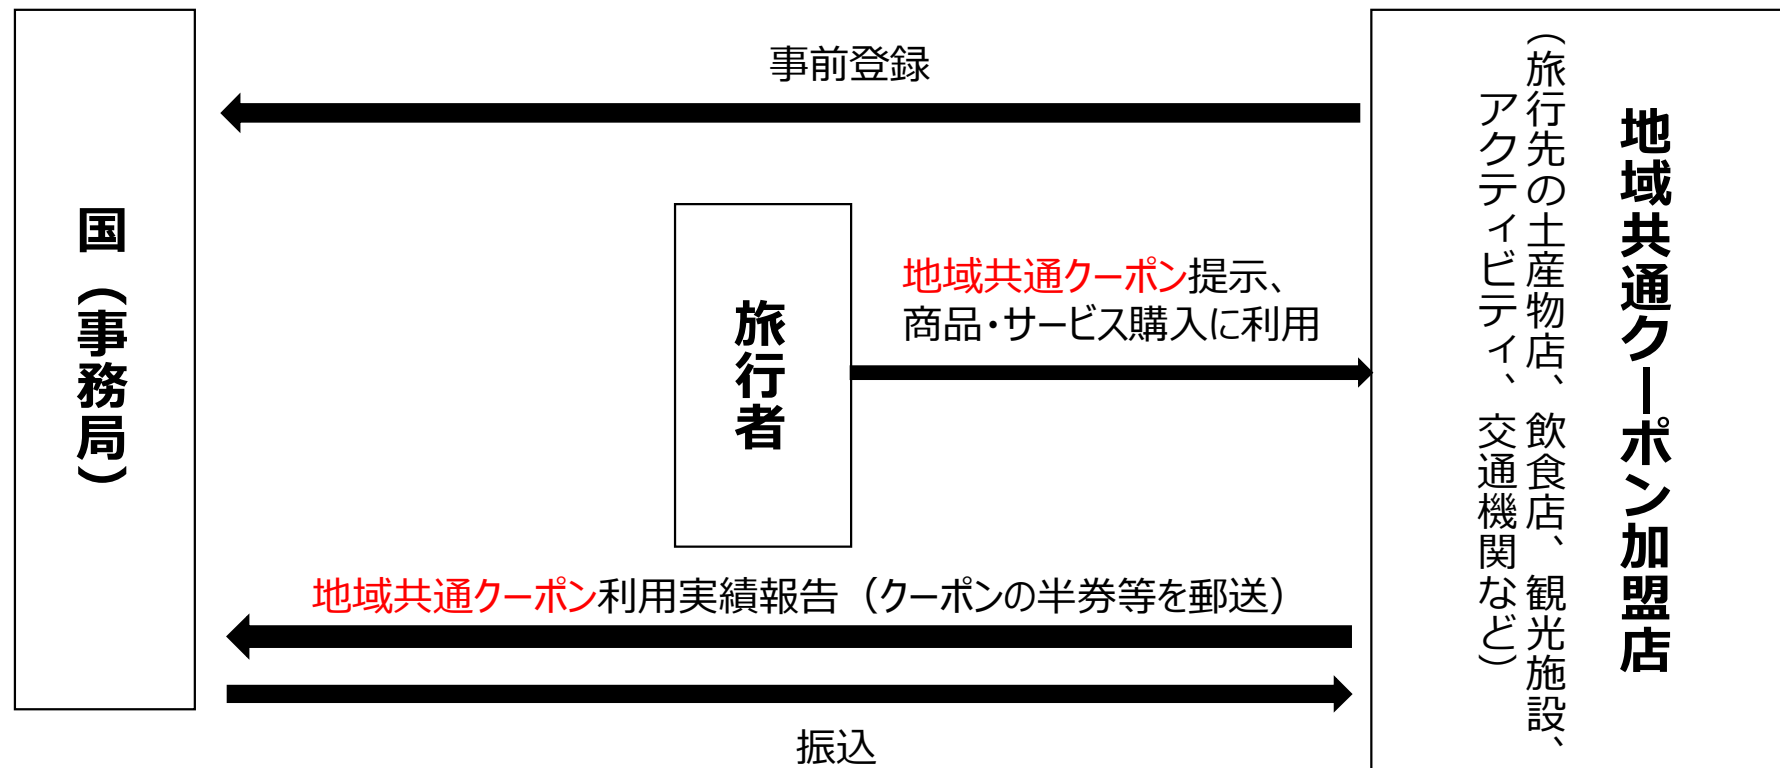 事前登録
国（事務局）
旅行者
地域共通クーポン提示、
商品・サービス購入に利用
地域共通クーポン加盟店
（旅行先の土産物店、飲食店、観光施設、
アクティビティ、交通機関など）
地域共通クーポン利用実績報告（クーポンの半券等を郵送）
振込